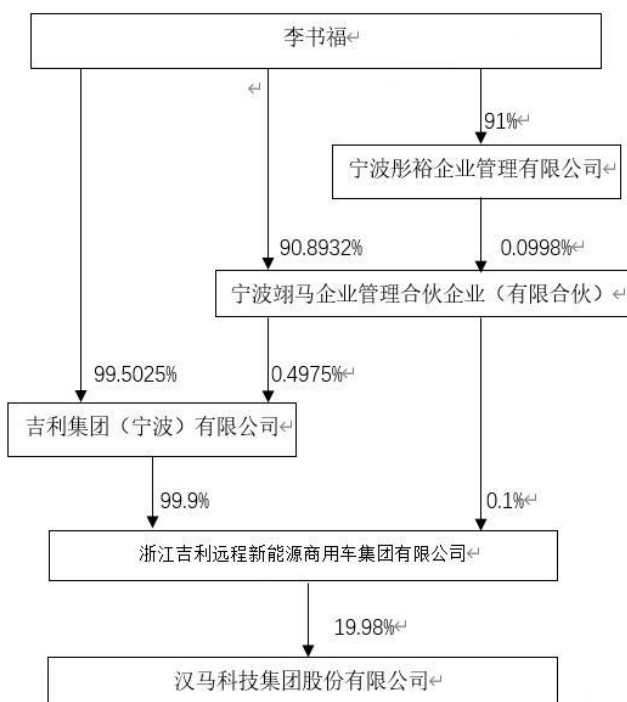 李书福
91%
宁波彤裕企业管理有限公司
90.8932%
0.0998%
宁波翊马企业管理合伙企业（有限合伙）
99.5025%
0.4975%
吉利集团（宁波）有限公司
99.9%
0.1%
浙江吉利远程新能源商用车集团有限公司
19.98%
汉马科技集团股份有限公司